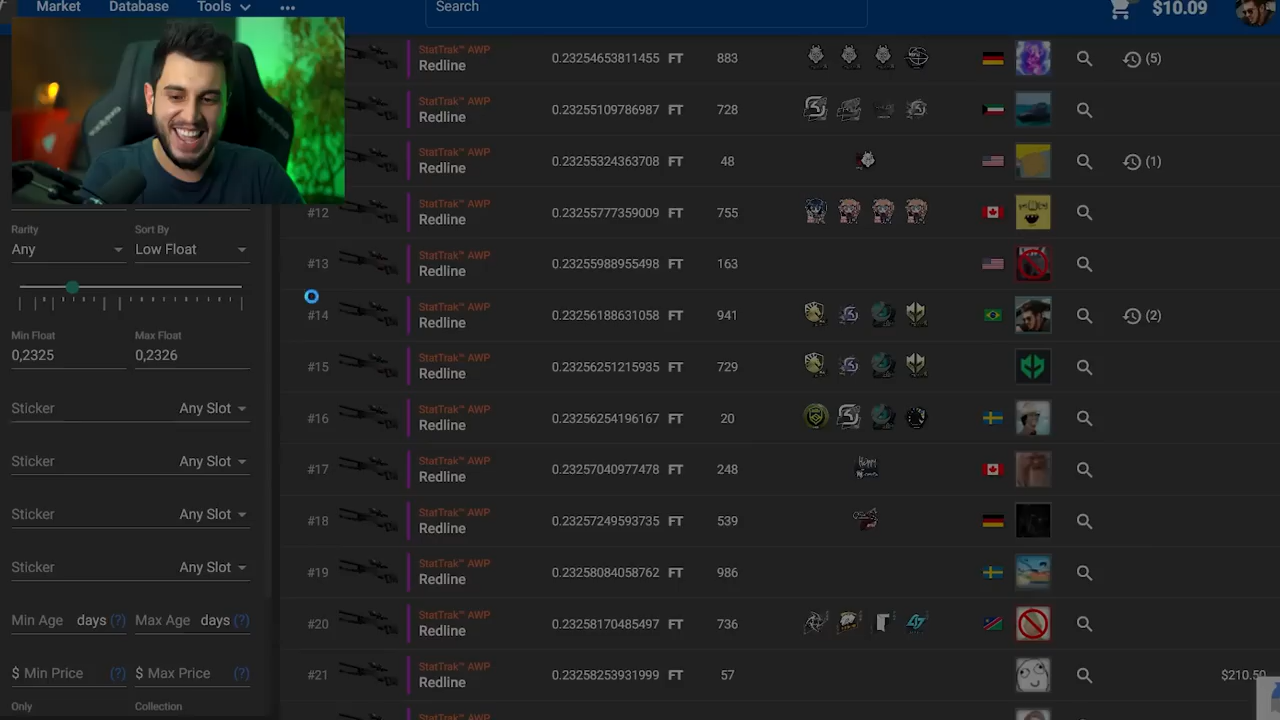 Market Database Tools ••• Search $10.09
StatTrak™ AWP
Redline 0.23254653811455 FT 883 (5)
StatTrak™ AWP
Redline 0.23255109786987 FT 728
StatTrak™ AWP
Redline 0.23255324363708 FT 48 (1)
#12 StatTrak™ AWP
Redline 0.23255777359009 FT 755
#13 StatTrak™ AWP
Redline 0.23255988955498 FT 163
#14 StatTrak™ AWP
Redline 0.23256188631058 FT 941 (2)
#15 StatTrak™ AWP
Redline 0.23256251215935 FT 729
#16 StatTrak™ AWP
Redline 0.23256254196167 FT 20
#17 StatTrak™ AWP
Redline 0.23257040977478 FT 248
#18 StatTrak™ AWP
Redline 0.23257249593735 FT 539
#19 StatTrak™ AWP
Redline 0.23258084058762 FT 986
#20 StatTrak™ AWP
Redline 0.23258170485497 FT 736
#21 StatTrak™ AWP
Redline 0.23258253931999 FT 57 $210.50
Rarity Sort By
Any Low Float
Min Float Max Float
0,2325 0,2326
Sticker Any Slot
Sticker Any Slot
Sticker Any Slot
Sticker Any Slot
Min Age days (?) Max Age days (?)
$ Min Price (?) $ Max Price (?)
Only Collection